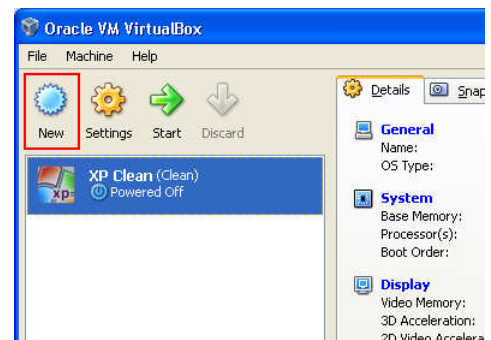 Oracle VM VirtualBox
File Machine Help
New Settings Start Discard
XP Clean (Clean)
Powered Off
xp
Details
General
Name:
OS Type:
System
Base Memory:
Processor(s):
Boot Order:
Display
Video Memory:
3D Acceleration: